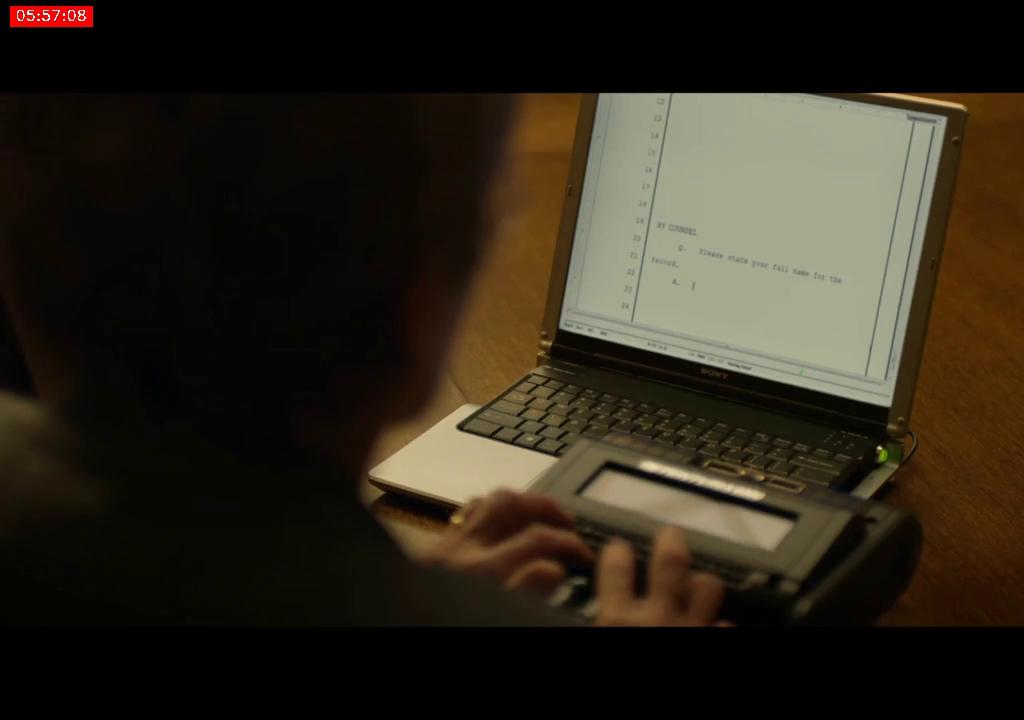 05:57:08
12
13
14
15
16
17
18
19 BY COUNSEL
20 Q. Please state your full name for the
21 record.
22 A.
23
24
SONY